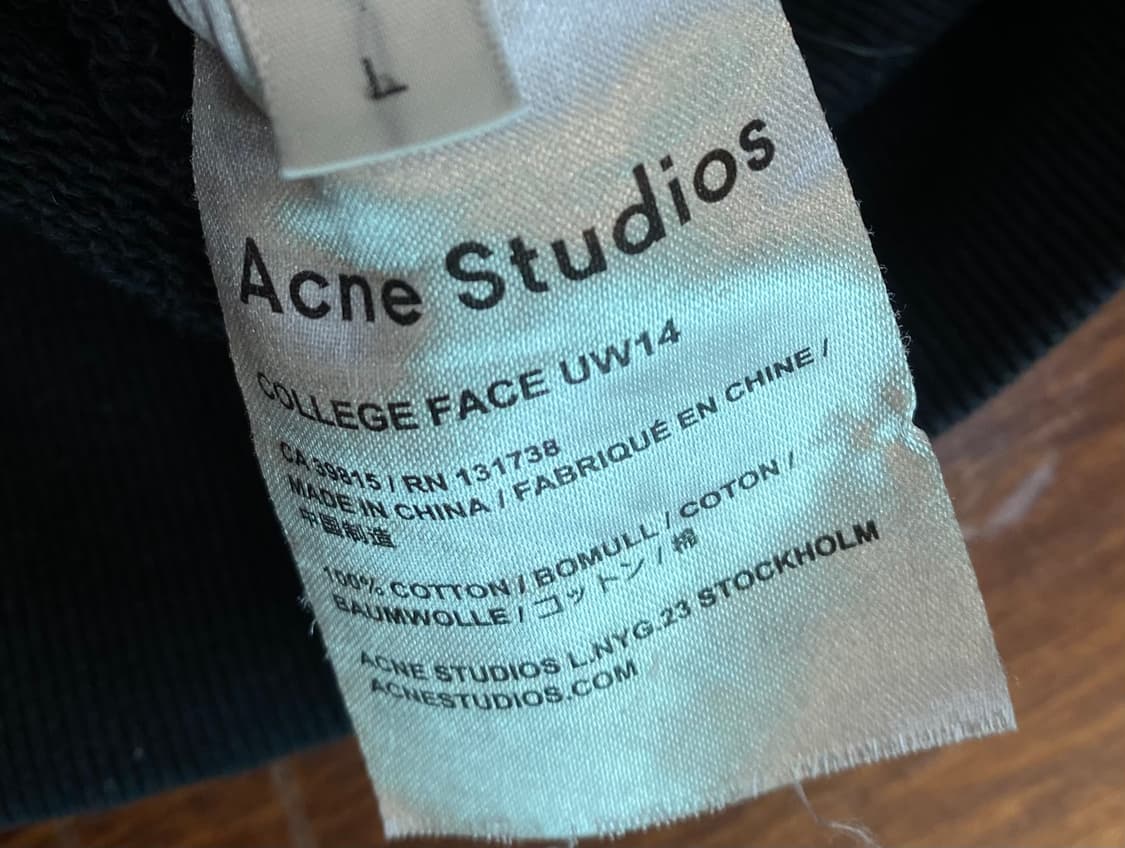 L
Acne Studios
COLLEGE FACE UW14
CA 39815 / RN 131738
MADE IN CHINA / FABRIQUÉ EN CHINE /
中国制造
100% COTTON / BOMULL / COTON /
BAUMWOLLE / コットン / 棉
ACNE STUDIOS L.NYG.23 STOCKHOLM
ACNESTUDIOS.COM